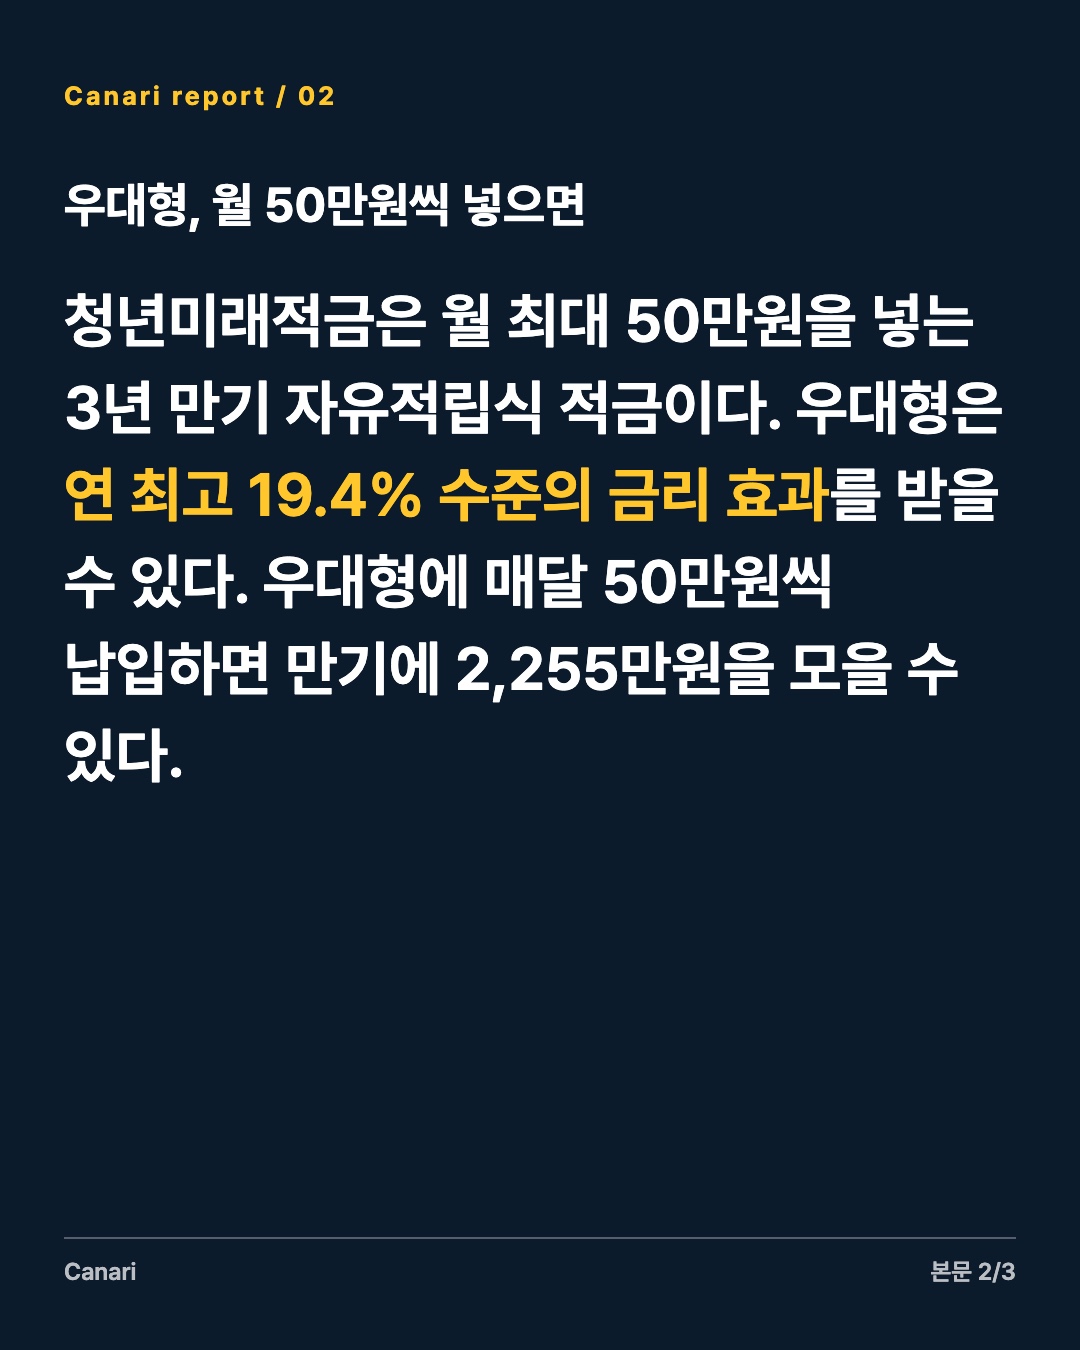 Canari report / 02
우대형, 월 50만원씩 넣으면
청년미래적금은 월 최대 50만원을 넣는
3년 만기 자유적립식 적금이다. 우대형은
연 최고 19.4% 수준의 금리 효과를 받을
수 있다. 우대형에 매달 50만원씩
납입하면 만기에 2,255만원을 모을 수
있다.
Canari
본문 2/3